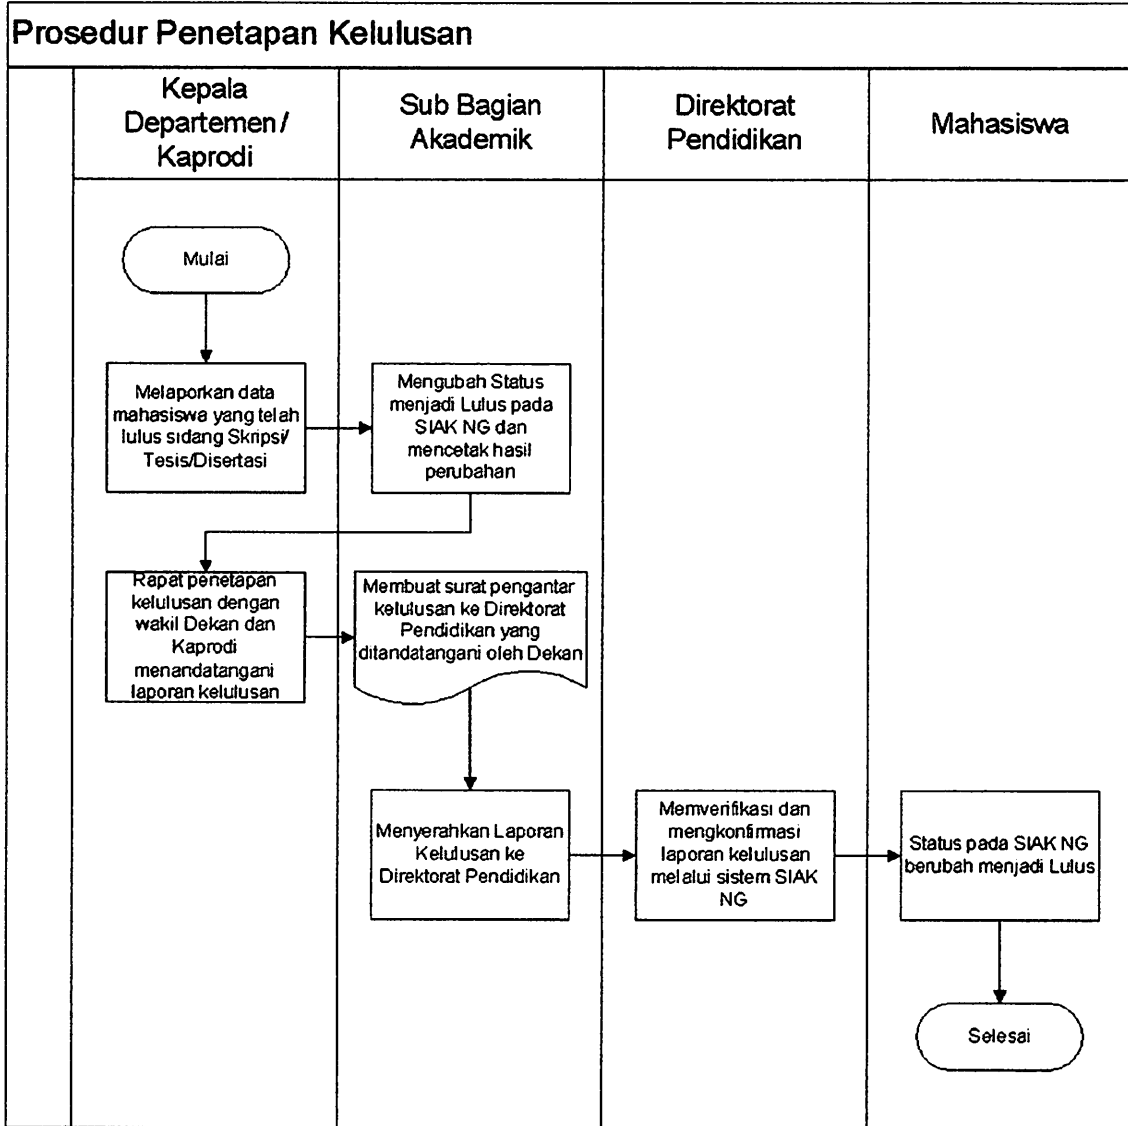 Prosedur Penetapan Kelulusan
Kepala
Departemen/
Kaprodi
Sub Bagian
Akademik
Direktorat
Pendidikan
Mahasiswa
Mulai
Melaporkan data
mahasiswa yang telah
lulus sidang Skripsi/
Tesis/Disertasi
Mengubah Status
menjadi Lulus pada
SIAK NG dan
mencetak hasil
perubahan
Rapat penetapan
kelulusan dengan
wakil Dekan dan
Kaprodi
menandatangani
laporan kelulusan
Membuat surat pengantar
kelulusan ke Direktorat
Pendidikan yang
ditandatangani oleh Dekan
Menyerahkan Laporan
Kelulusan ke
Direktorat Pendidikan
Memverifikasi dan
mengkonfirmasi
laporan kelulusan
melalui sistem SIAK
NG
Status pada SIAK NG
berubah menjadi Lulus
Selesai